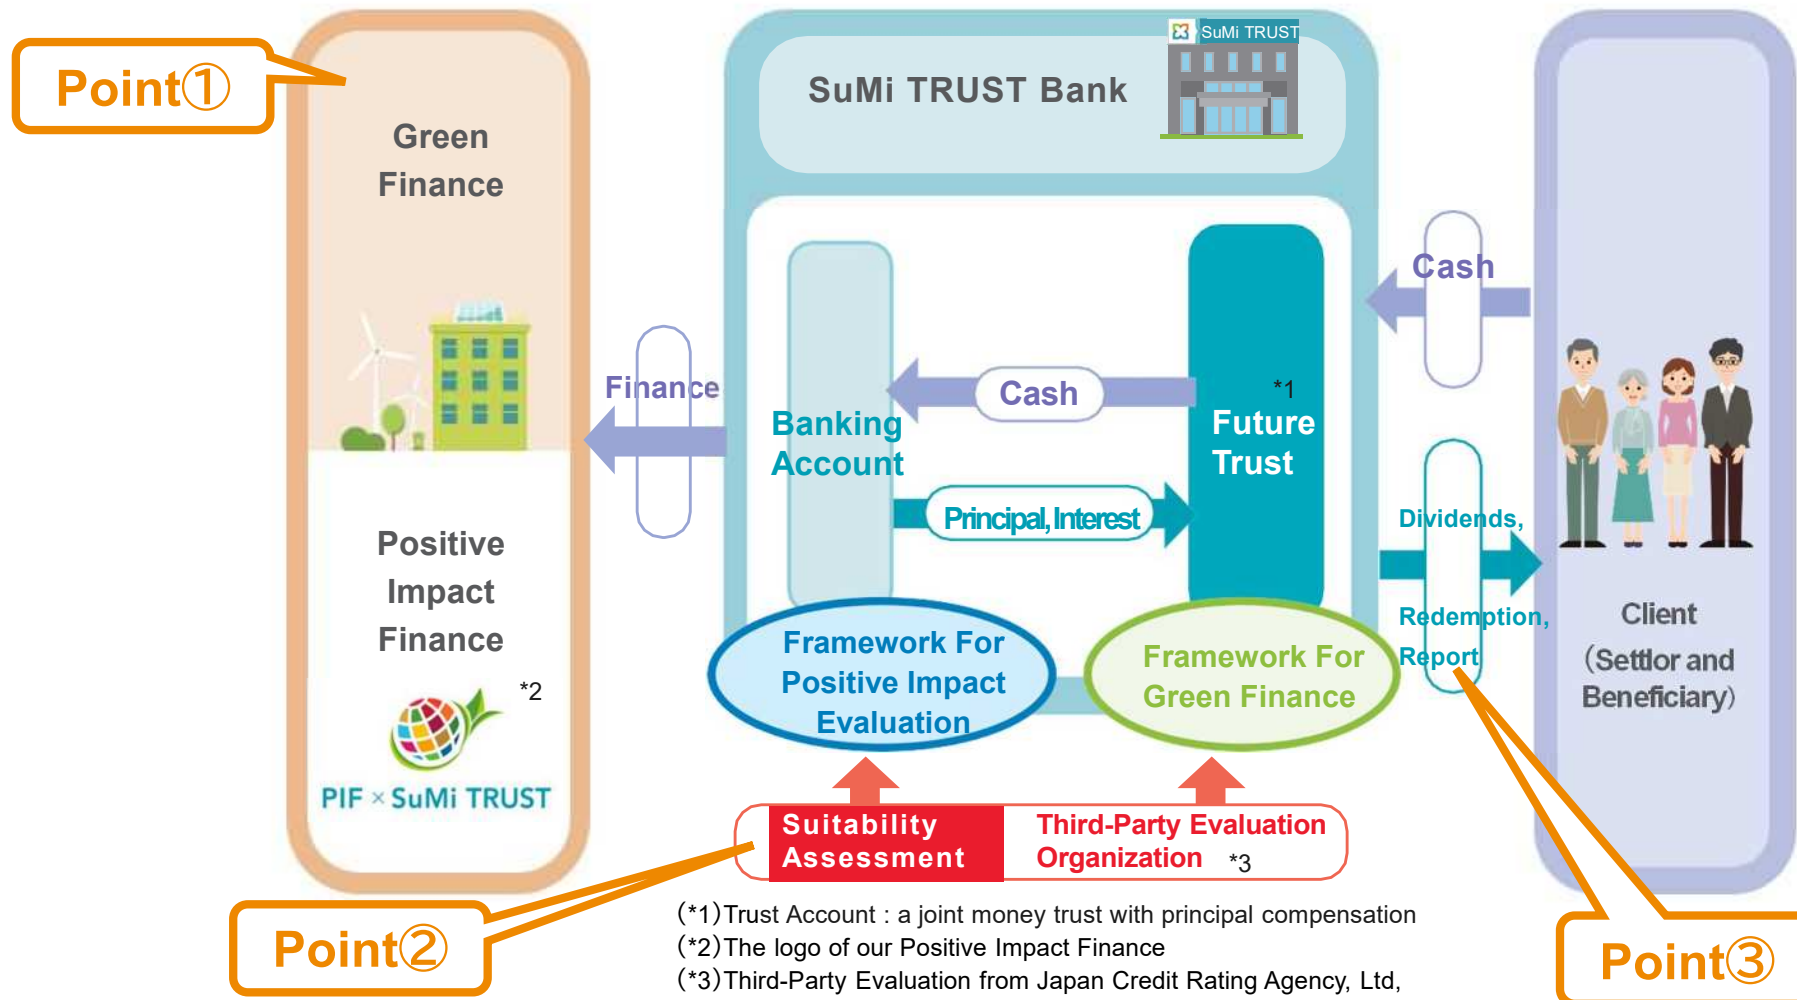 Point①
Green
Finance
Positive
Impact
Finance
*2
PIF × SuMi TRUST
SuMi TRUST Bank
SuMi TRUST
Finance
Banking
Account
Cash
Principal, Interest
*1
Future
Trust
Cash
Dividends,
Redemption,
Report
Client
(Settlor and
Beneficiary)
Framework For
Positive Impact
Evaluation
Framework For
Green Finance
Suitability
Assessment
Third-Party Evaluation
Organization *3
Point②
Point③
(*1)Trust Account : a joint money trust with principal compensation
(*2)The logo of our Positive Impact Finance
(*3)Third-Party Evaluation from Japan Credit Rating Agency, Ltd,